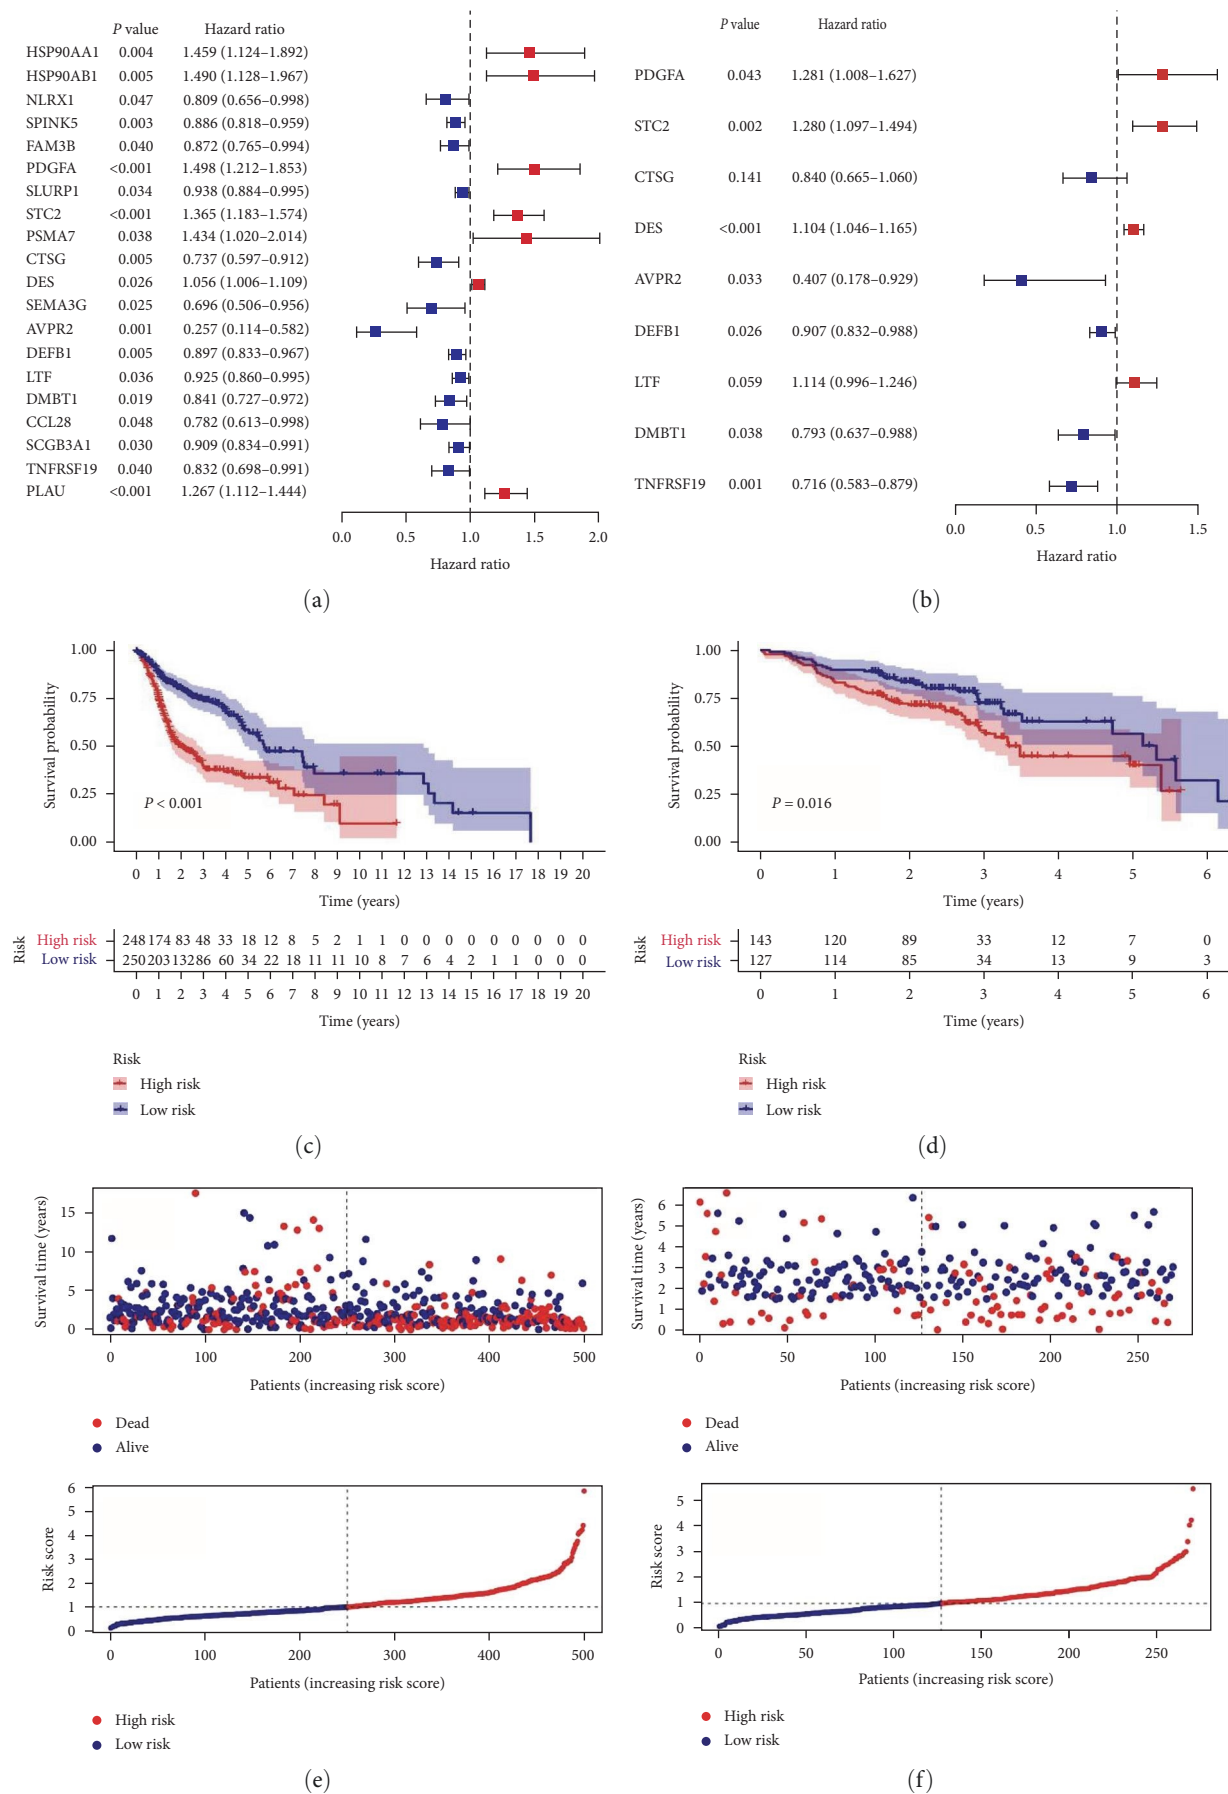 P value Hazard ratio
HSP90AA1 0.004 1.459 (1.124–1.892)
HSP90AB1 0.005 1.490 (1.128–1.967)
NLRX1 0.047 0.809 (0.656–0.998)
SPINK5 0.003 0.886 (0.818–0.959)
FAM3B 0.040 0.872 (0.765–0.994)
PDGFA <0.001 1.498 (1.212–1.853)
SLURP1 0.034 0.938 (0.884–0.995)
STC2 <0.001 1.365 (1.183–1.574)
PSMA7 0.038 1.434 (1.020–2.014)
CTSG 0.005 0.737 (0.597–0.912)
DES 0.026 1.056 (1.006–1.109)
SEMA3G 0.025 0.696 (0.506–0.956)
AVPR2 0.001 0.257 (0.114–0.582)
DEFB1 0.005 0.897 (0.833–0.967)
LTF 0.036 0.925 (0.860–0.995)
DMBT1 0.019 0.841 (0.727–0.972)
CCL28 0.048 0.782 (0.613–0.998)
SCGB3A1 0.030 0.909 (0.834–0.991)
TNFRSF19 0.040 0.832 (0.698–0.991)
PLAU <0.001 1.267 (1.112–1.444)
0.0 0.5 1.0 1.5 2.0
Hazard ratio
(a)
P value Hazard ratio
PDGFA 0.043 1.281 (1.008–1.627)
STC2 0.002 1.280 (1.097–1.494)
CTSG 0.141 0.840 (0.665–1.060)
DES <0.001 1.104 (1.046–1.165)
AVPR2 0.033 0.407 (0.178–0.929)
DEFB1 0.026 0.907 (0.832–0.988)
LTF 0.059 1.114 (0.996–1.246)
DMBT1 0.038 0.793 (0.637–0.988)
TNFRSF19 0.001 0.716 (0.583–0.879)
0.0 0.5 1.0 1.5
Hazard ratio
(b)
Survival probability
1.00
0.75
0.50
0.25
0.00
P < 0.001
0 1 2 3 4 5 6 7 8 9 10 11 12 13 14 15 16 17 18 19 20
Time (years)
Risk
High risk 248 174 83 48 33 18 12 8 5 2 1 1 0 0 0 0 0 0 0 0 0
Low risk 250 203 132 86 60 34 22 18 11 11 10 8 7 6 4 2 1 1 0 0 0
0 1 2 3 4 5 6 7 8 9 10 11 12 13 14 15 16 17 18 19 20
Time (years)
Risk
High risk
Low risk
(c)
Survival probability
1.00
0.75
0.50
0.25
0.00
P = 0.016
0 1 2 3 4 5 6
Time (years)
Risk
High risk 143 120 89 33 12 7 0
Low risk 127 114 85 34 13 9 3
0 1 2 3 4 5 6
Time (years)
Risk
High risk
Low risk
(d)
Survival time (years)
15
10
5
0
0 100 200 300 400 500
Patients (increasing risk score)
Dead
Alive
Risk score
6
5
4
3
2
1
0
0 100 200 300 400 500
Patients (increasing risk score)
High risk
Low risk
(e)
Survival time (years)
6
5
4
3
2
1
0
0 50 100 150 200 250
Patients (increasing risk score)
Dead
Alive
Risk score
5
4
3
2
1
0
0 50 100 150 200 250
Patients (increasing risk score)
High risk
Low risk
(f)